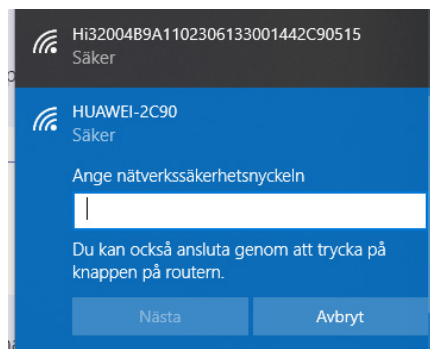 Hi32004B9A1102306133001442C90515
Säker
HUAWEI-2C90
Säker
Ange nätverkssäkerhetsnyckeln
Du kan också ansluta genom att trycka på
knappen på routern.
Nästa
Avbryt